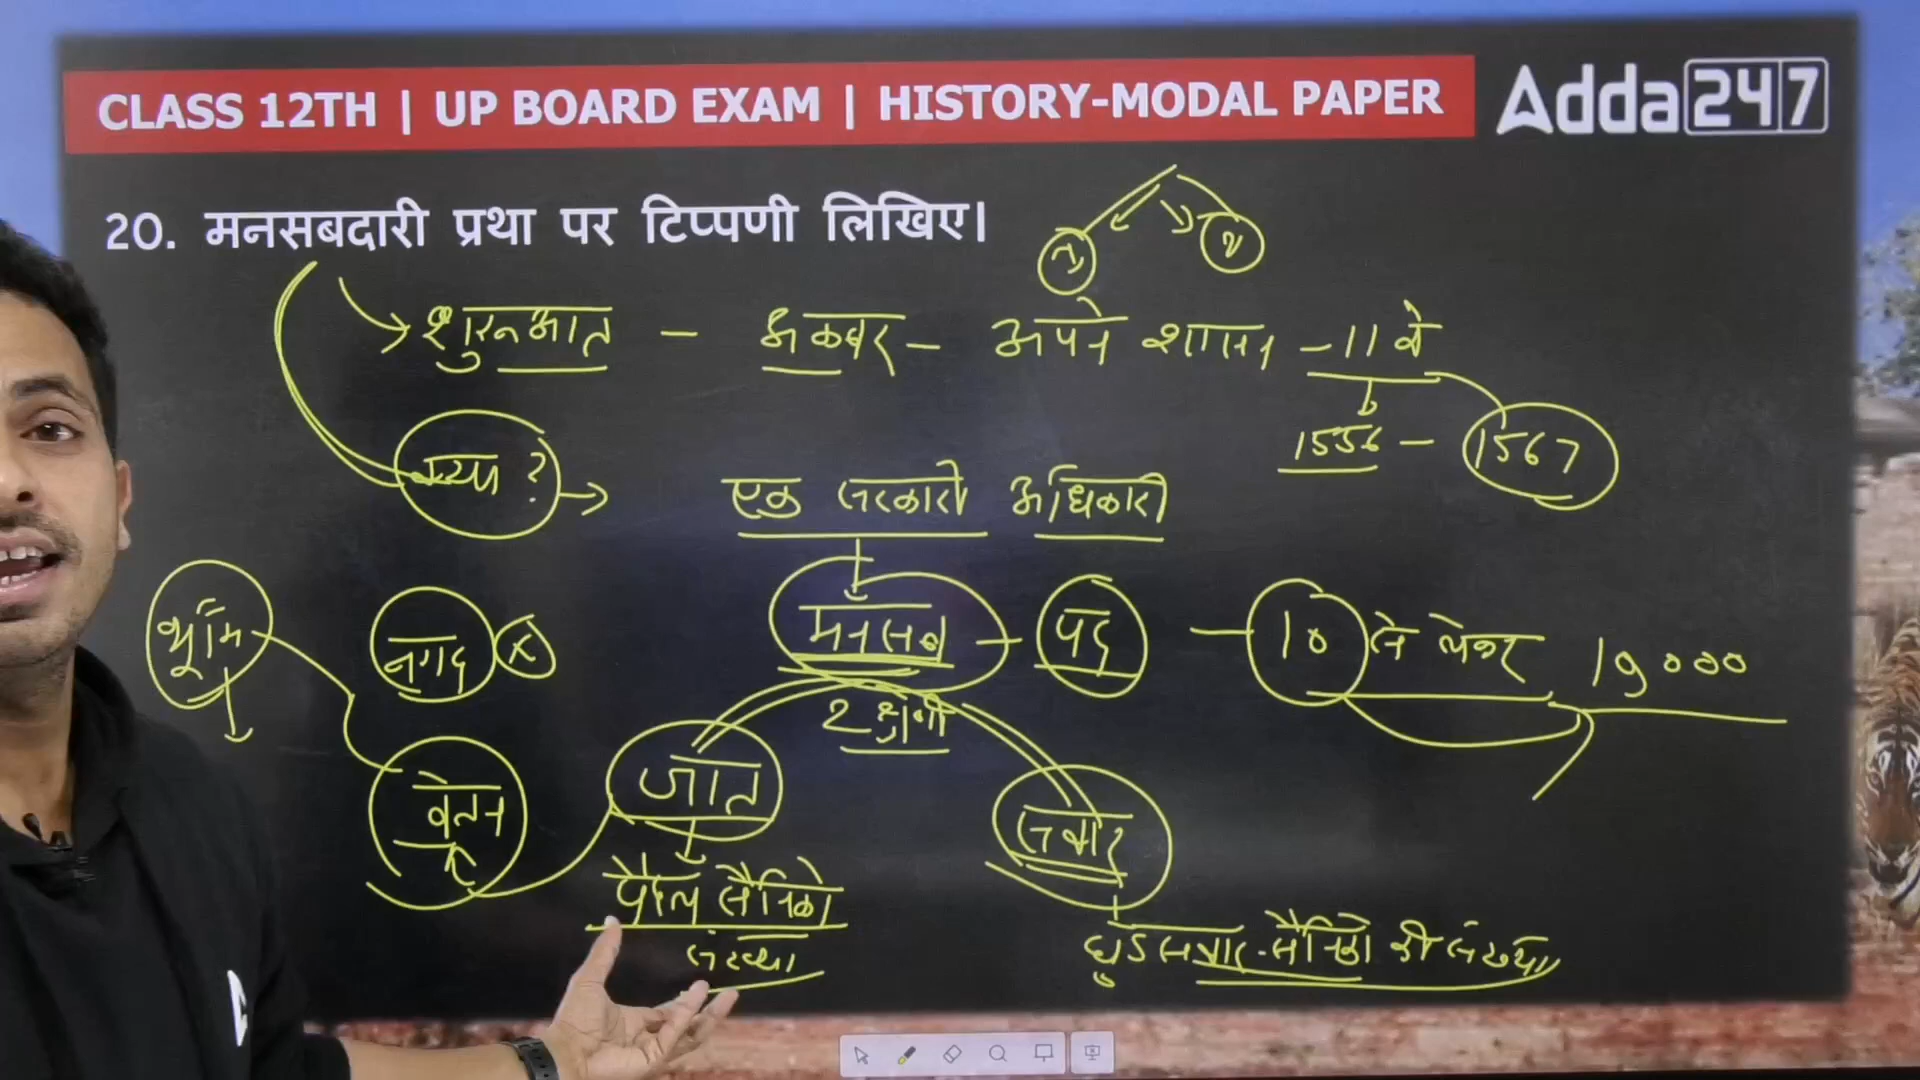 CLASS 12TH | UP BOARD EXAM | HISTORY-MODAL PAPER
Adda247
20. मनसबदारी प्रथा पर टिप्पणी लिखिए।
शुरूआत - अकबर - अपने शासन - 11 वे
1556 - 1567
क्या ? एक सरकारी अधिकारी
भूमि नगद x मनसब - पद - 10 से लेकर 10000
2 श्रेणी
वेतन जात सवार
पैदल सैनिको
संख्या
घुडसवार-सैनिको की संख्या